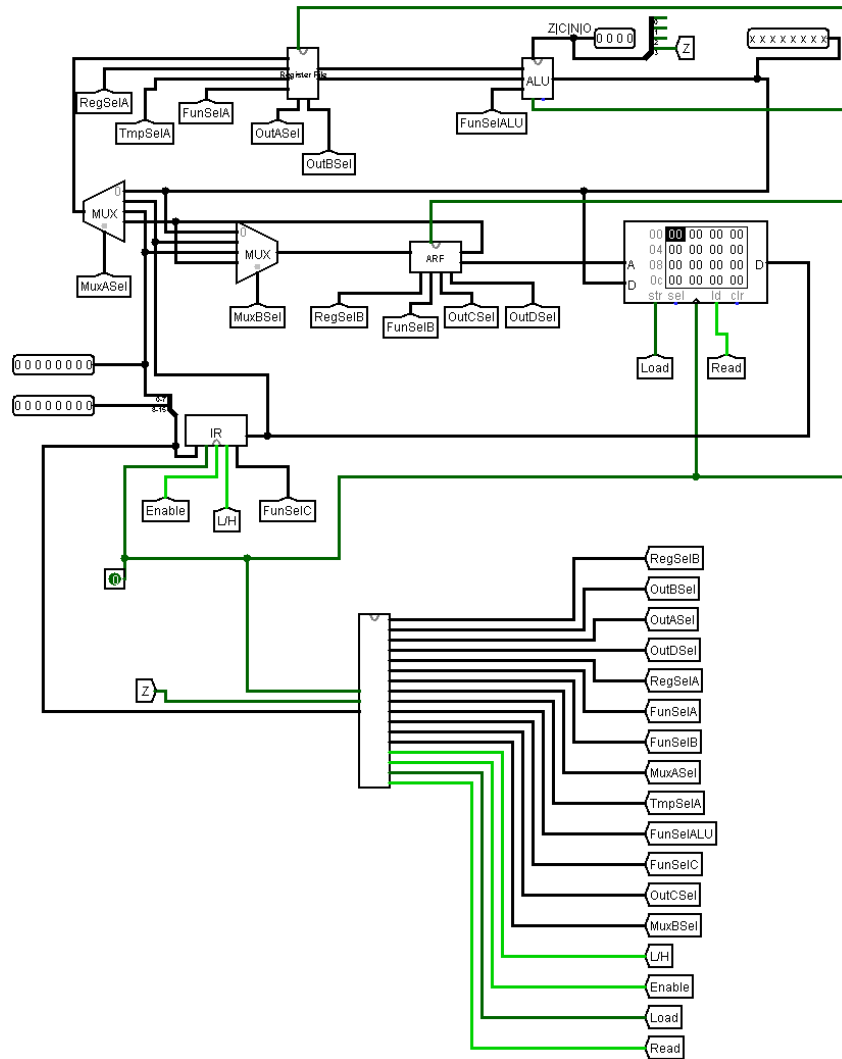 Z|C|N|O
0 0 0 0
x x x x x x x x
Z
Register File
ALU
RegSelA
TmpSelA
FunSelA
OutASel
OutBSel
FunSelALU
0
MUX
0
MUX
ARF
MuxASel
MuxBSel
RegSelB
FunSelB
OutCSel
OutDSel
00 00 00 00 00
04 00 00 00 00
08 00 00 00 00
0c 00 00 00 00
A
D
D
str sel ld clr
Load
Read
0 0 0 0 0 0 0 0
0 0 0 0 0 0 0 0
0-7
8-15
IR
Enable
L/H
FunSelC
Z
RegSelB
OutBSel
OutASel
OutDSel
RegSelA
FunSelA
FunSelB
MuxASel
TmpSelA
FunSelALU
FunSelC
OutCSel
MuxBSel
L/H
Enable
Load
Read